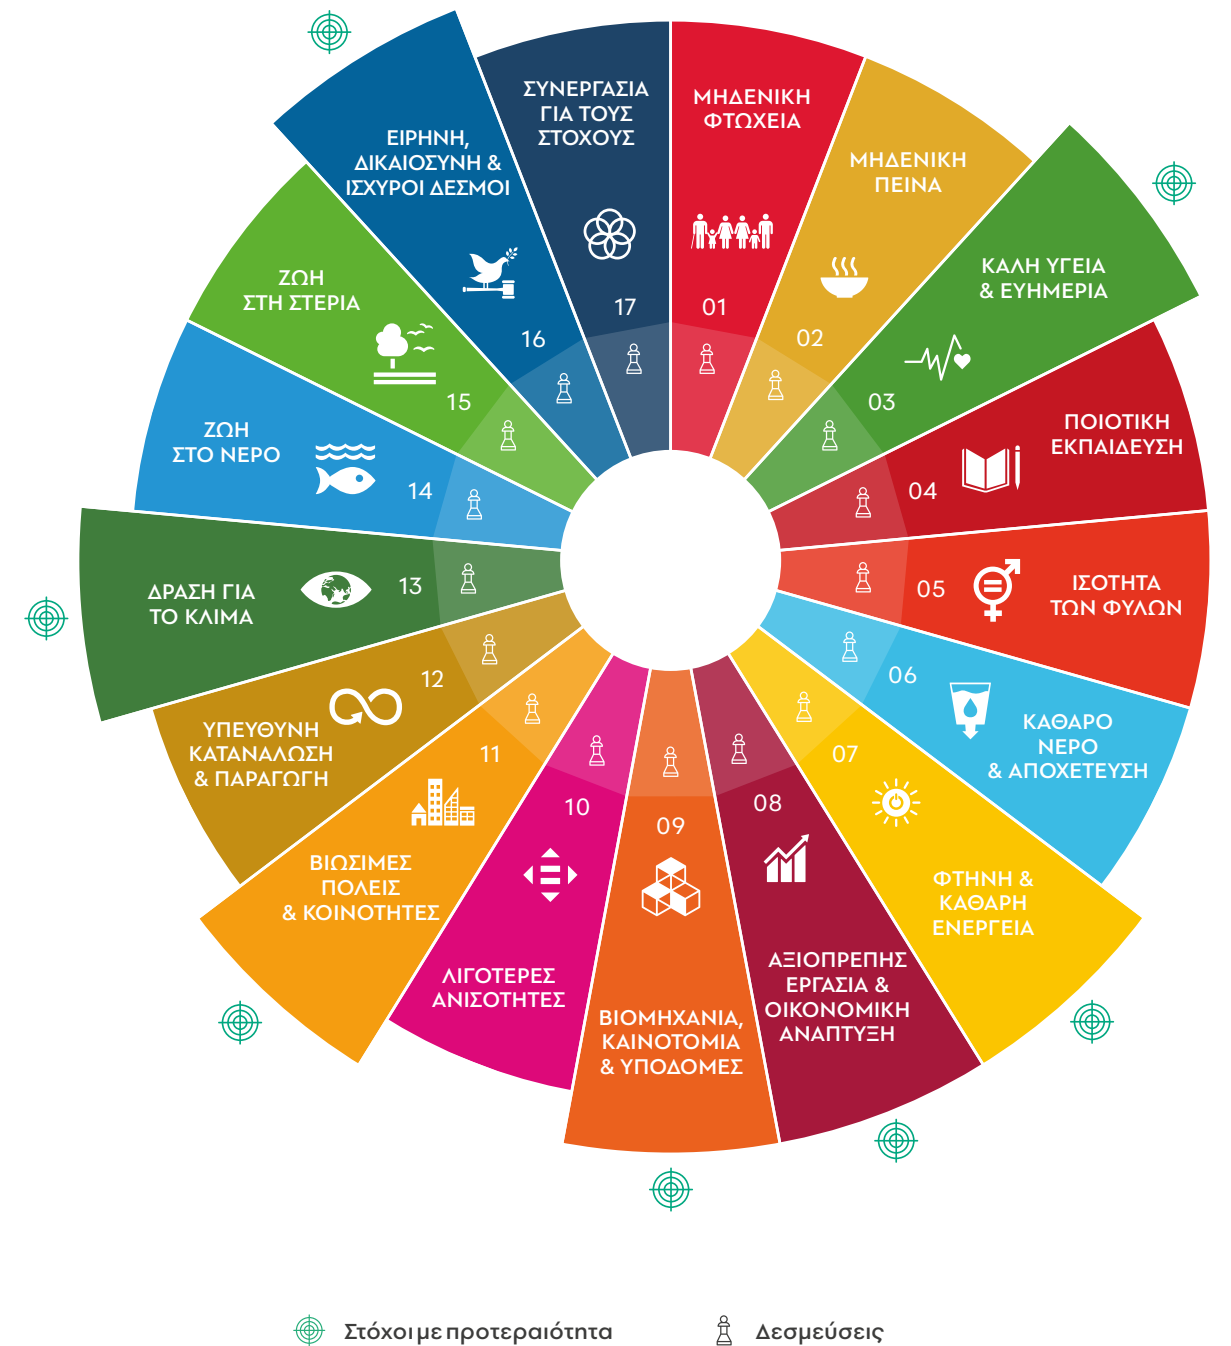 ΜΗΔΕΝΙΚΗ
ΦΤΩΧΕΙΑ
01
ΜΗΔΕΝΙΚΗ
ΠΕΙΝΑ
02
ΚΑΛΗ ΥΓΕΙΑ
& ΕΥΗΜΕΡΙΑ
03
ΠΟΙΟΤΙΚΗ
ΕΚΠΑΙΔΕΥΣΗ
04
ΙΣΟΤΗΤΑ
ΤΩΝ ΦΥΛΩΝ
05
ΚΑΘΑΡΟ
ΝΕΡΟ
& ΑΠΟΧΕΤΕΥΣΗ
06
ΦΤΗΝΗ &
ΚΑΘΑΡΗ
ΕΝΕΡΓΕΙΑ
07
ΑΞΙΟΠΡΕΠΗΣ
ΕΡΓΑΣΙΑ &
ΟΙΚΟΝΟΜΙΚΗ
ΑΝΑΠΤΥΞΗ
08
ΒΙΟΜΗΧΑΝΙΑ,
ΚΑΙΝΟΤΟΜΙΑ
& ΥΠΟΔΟΜΕΣ
09
ΛΙΓΟΤΕΡΕΣ
ΑΝΙΣΟΤΗΤΕΣ
10
ΒΙΩΣΙΜΕΣ
ΠΟΛΕΙΣ
& ΚΟΙΝΟΤΗΤΕΣ
11
ΥΠΕΥΘΥΝΗ
ΚΑΤΑΝΑΛΩΣΗ
& ΠΑΡΑΓΩΓΗ
12
ΔΡΑΣΗ ΓΙΑ
ΤΟ ΚΛΙΜΑ
13
ΖΩΗ
ΣΤΟ ΝΕΡΟ
14
ΖΩΗ
ΣΤΗ ΣΤΕΡΙΑ
15
ΕΙΡΗΝΗ,
ΔΙΚΑΙΟΣΥΝΗ &
ΙΣΧΥΡΟΙ ΔΕΣΜΟΙ
16
ΣΥΝΕΡΓΑΣΙΑ
ΓΙΑ ΤΟΥΣ
ΣΤΟΧΟΥΣ
17
Στόχοι με προτεραιότητα
Δεσμεύσεις